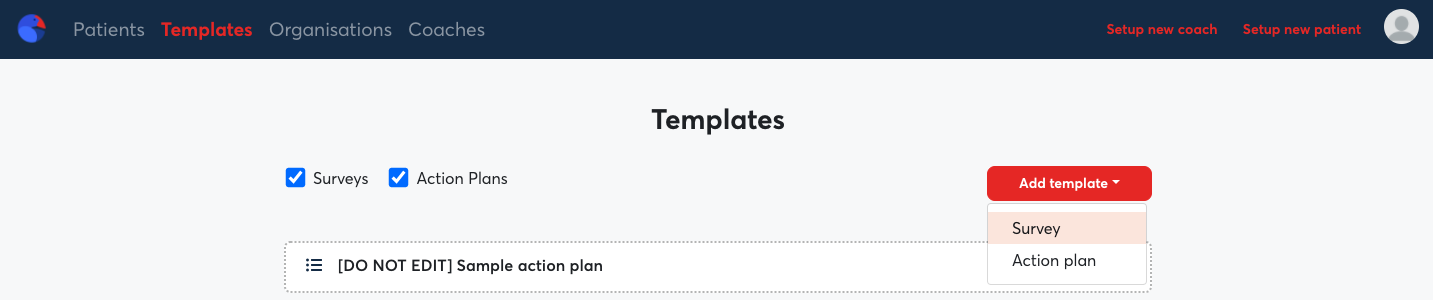 Patients Templates Organisations Coaches Setup new coach Setup new patient
Templates
Surveys Action Plans Add template
Survey
[DO NOT EDIT] Sample action plan
Action plan